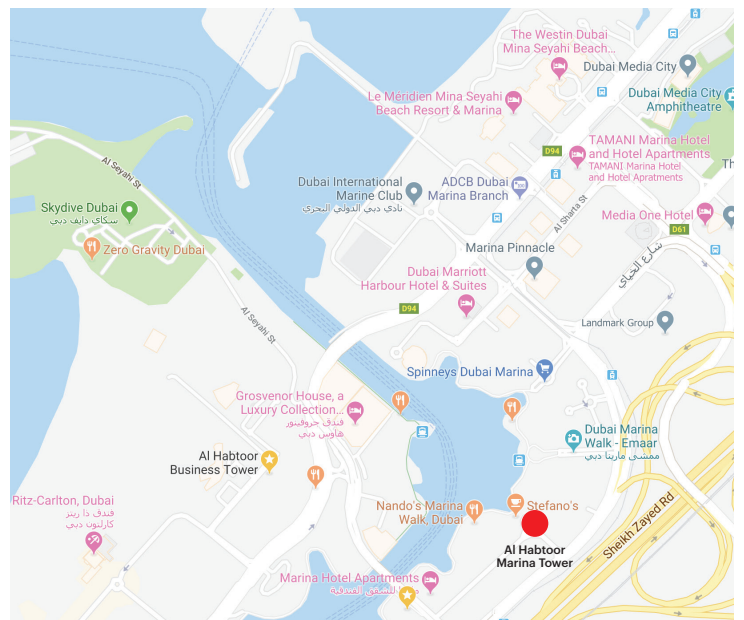 The Westin Dubai
Mina Seyahi Beach...
Dubai Media City
Le Meridien Mina Seyahi
Beach Resort & Marina
Dubai Media City
Amphitheatre
D94
TAMANI Marina Hotel
and Hotel Apartments
TAMANI Marina Hotel
and Hotel Apratments
Al Seyahi St
Dubai International
Marine Club
نادي دبي الدولي البحري
ADCB Dubai
Marina Branch
Al Sharta St
Skydive Dubai
سكاي دايف دبي
Media One Hotel
D61
Zero Gravity Dubai
Marina Pinnacle
شارع الخياي
Dubai Marriott
Harbour Hotel & Suites
D94
Al Seyahi St
Landmark Group
Spinneys Dubai Marina
Grosvenor House, a
Luxury Collection...
فندق جروفينور
هاوس دبي
Dubai Marina
Walk - Emaar
ممشى مارينا دبي
Al Habtoor
Business Tower
Ritz-Carlton, Dubai
فندق ذا ريتز
كارلتون دبي
Nando's Marina
Walk, Dubai
Stefano's
Sheikh Zayed Rd
Al Habtoor
Marina Tower
Marina Hotel Apartments
للشقق الفندقية